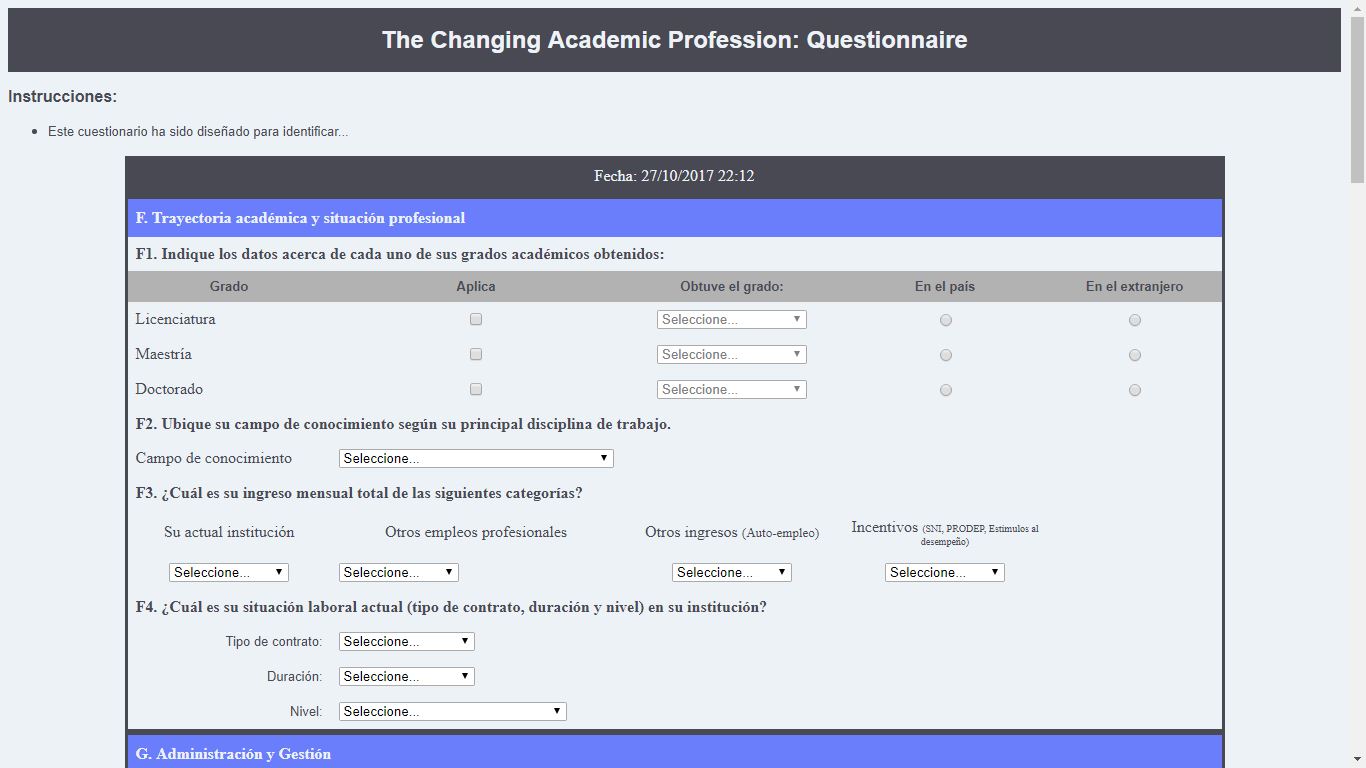 The Changing Academic Profession: Questionnaire
Instrucciones:
Este cuestionario ha sido diseñado para identificar...
Fecha: 27/10/2017 22:12
F. Trayectoria académica y situación profesional
F1. Indique los datos acerca de cada uno de sus grados académicos obtenidos:
Grado Aplica Obtuve el grado: En el país En el extranjero
Licenciatura Seleccione...
Maestría Seleccione...
Doctorado Seleccione...
F2. Ubique su campo de conocimiento según su principal disciplina de trabajo.
Campo de conocimiento Seleccione...
F3. ¿Cuál es su ingreso mensual total de las siguientes categorías?
Su actual institución Otros empleos profesionales Otros ingresos (Auto-empleo) Incentivos (SNI, PRODEP, Estimulos al
desempeño)
Seleccione... Seleccione... Seleccione... Seleccione...
F4. ¿Cuál es su situación laboral actual (tipo de contrato, duración y nivel) en su institución?
Tipo de contrato: Seleccione...
Duración: Seleccione...
Nivel: Seleccione...
G. Administración y Gestión